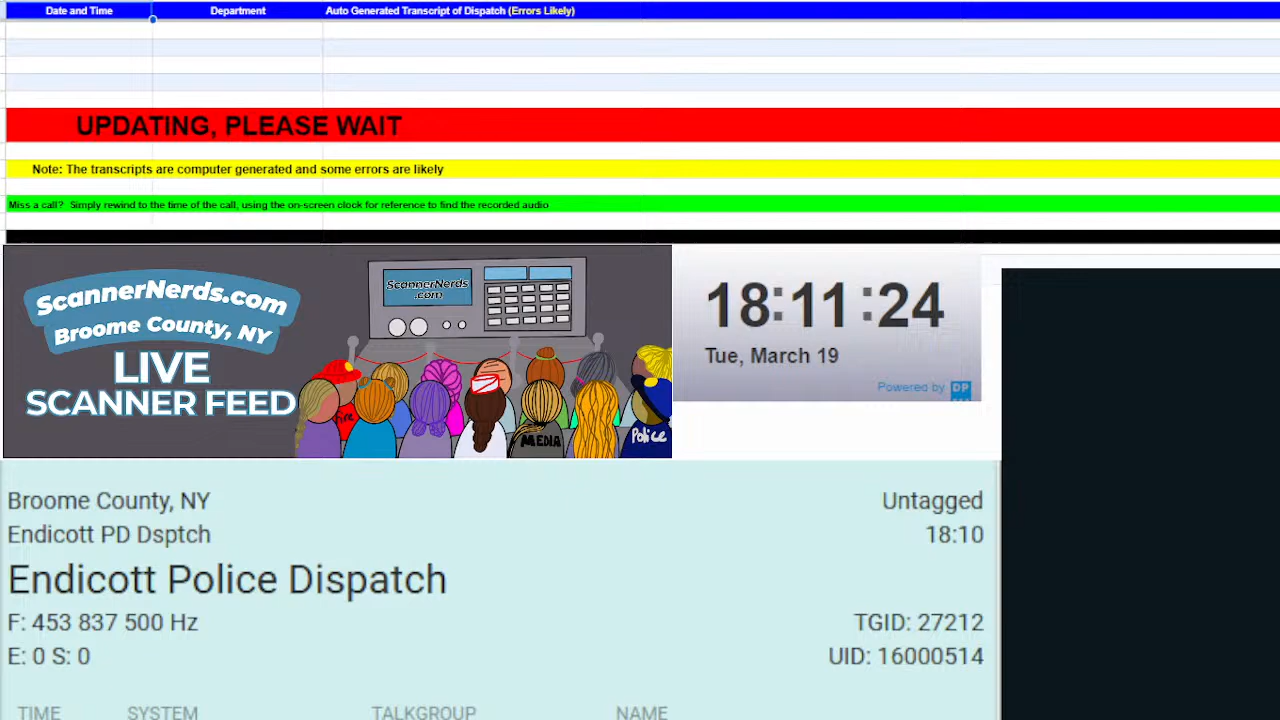 Date and Time Department Auto Generated Transcript of Dispatch (Errors Likely)
UPDATING, PLEASE WAIT
Note: The transcripts are computer generated and some errors are likely
Miss a call? Simply rewind to the time of the call, using the on-screen clock for reference to find the recorded audio
ScannerNerds.com
Broome County, NY
LIVE
SCANNER FEED
ScannerNerds
.com
Fire
MEDIA
Police
18:11:24
Tue, March 19
Powered by DP
Broome County, NY Untagged
Endicott PD Dsptch 18:10
Endicott Police Dispatch
F: 453 837 500 Hz TGID: 27212
E: 0 S: 0 UID: 16000514
TIME SYSTEM TALKGROUP NAME